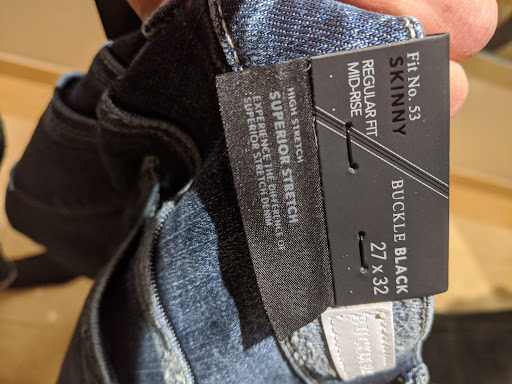 Fit No. 53
SKINNY
REGULAR FIT
MID-RISE
BUCKLE BLACK
27 x 32
HIGH STRETCH
SUPERIOR STRETCH
EXPERIENCE THE DIFFERENCE OF
SUPERIOR STRETCH DENIM